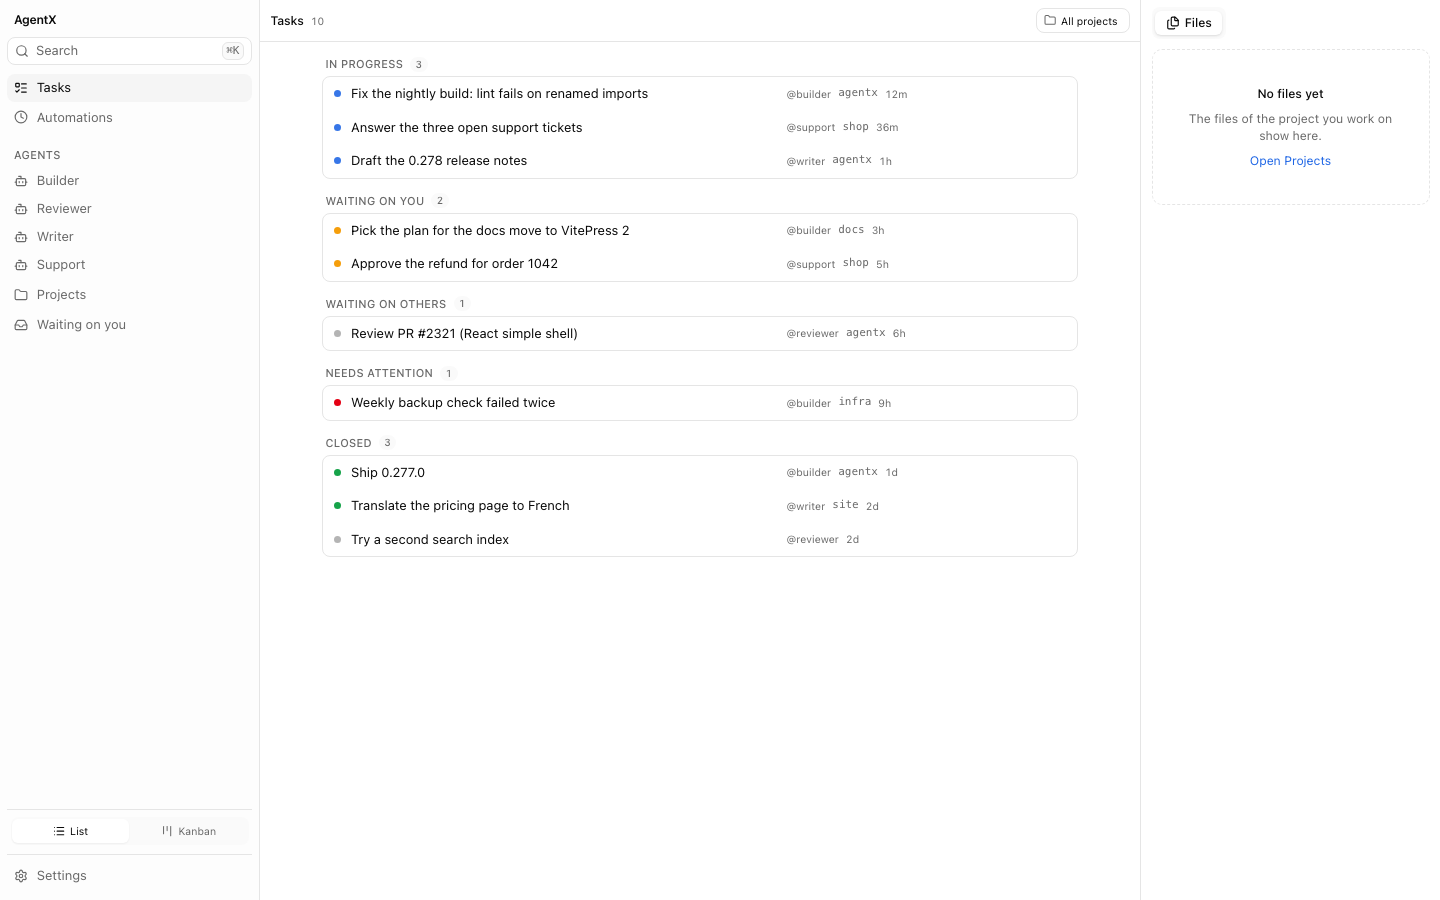 AgentX
Search ⌘K
Tasks
Automations
AGENTS
Builder
Reviewer
Writer
Support
Projects
Waiting on you
List Kanban
Settings
Tasks 10
All projects
IN PROGRESS 3
Fix the nightly build: lint fails on renamed imports @builder agentx 12m
Answer the three open support tickets @support shop 36m
Draft the 0.278 release notes @writer agentx 1h
WAITING ON YOU 2
Pick the plan for the docs move to VitePress 2 @builder docs 3h
Approve the refund for order 1042 @support shop 5h
WAITING ON OTHERS 1
Review PR #2321 (React simple shell) @reviewer agentx 6h
NEEDS ATTENTION 1
Weekly backup check failed twice @builder infra 9h
CLOSED 3
Ship 0.277.0 @builder agentx 1d
Translate the pricing page to French @writer site 2d
Try a second search index @reviewer 2d
Files
No files yet
The files of the project you work on
show here.
Open Projects